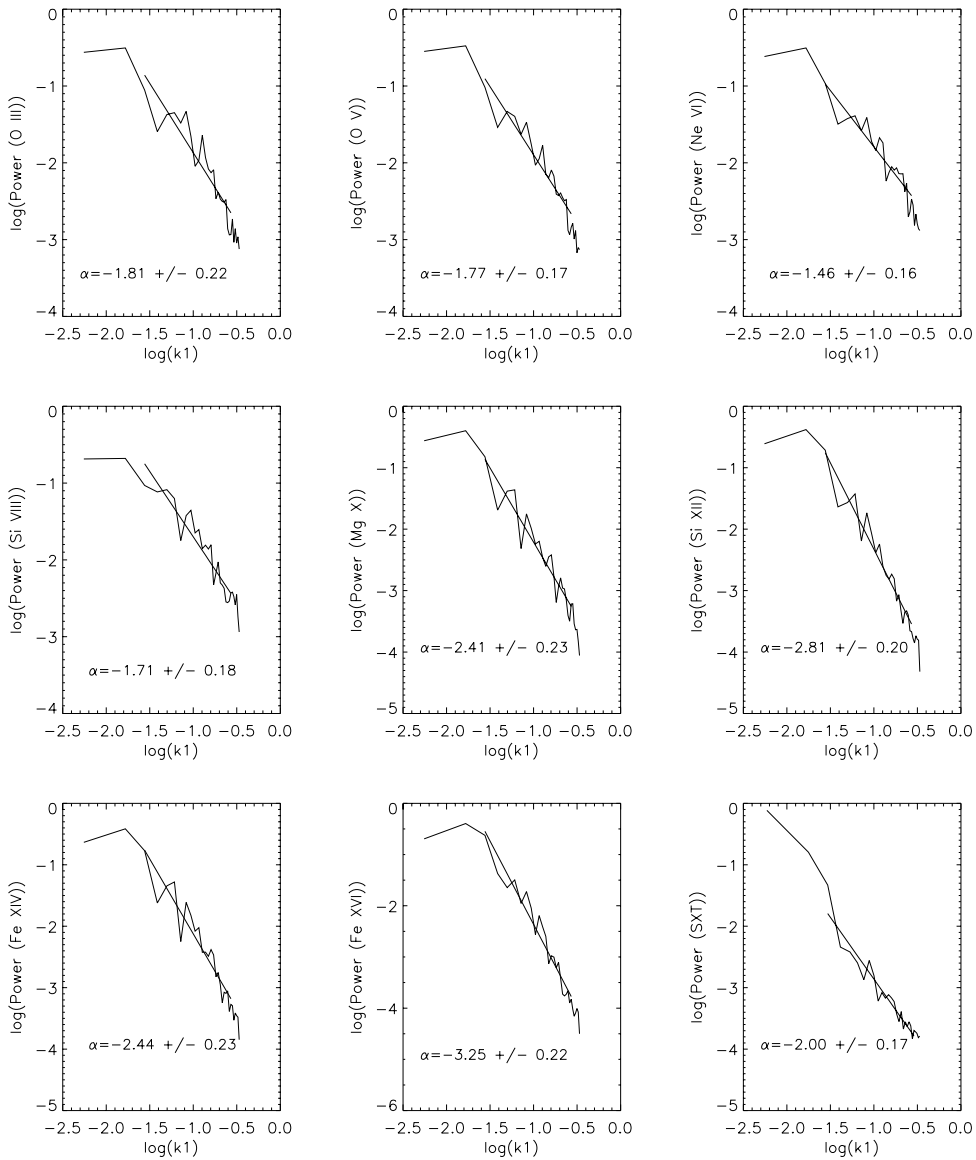 0
−1
−2
−3
−4
log(Power (O III))
α=−1.81 +/− 0.22
−2.5 −2.0 −1.5 −1.0 −0.5 0.0
log(k1)
0
−1
−2
−3
−4
log(Power (O V))
α=−1.77 +/− 0.17
−2.5 −2.0 −1.5 −1.0 −0.5 0.0
log(k1)
0
−1
−2
−3
−4
log(Power (Ne VI))
α=−1.46 +/− 0.16
−2.5 −2.0 −1.5 −1.0 −0.5 0.0
log(k1)
0
−1
−2
−3
−4
log(Power (Si VIII))
α=−1.71 +/− 0.18
−2.5 −2.0 −1.5 −1.0 −0.5 0.0
log(k1)
0
−1
−2
−3
−4
−5
log(Power (Mg X))
α=−2.41 +/− 0.23
−2.5 −2.0 −1.5 −1.0 −0.5 0.0
log(k1)
0
−1
−2
−3
−4
−5
log(Power (Si XII))
α=−2.81 +/− 0.20
−2.5 −2.0 −1.5 −1.0 −0.5 0.0
log(k1)
0
−1
−2
−3
−4
−5
log(Power (Fe XIV))
α=−2.44 +/− 0.23
−2.5 −2.0 −1.5 −1.0 −0.5 0.0
log(k1)
0
−2
−4
−6
log(Power (Fe XVI))
α=−3.25 +/− 0.22
−2.5 −2.0 −1.5 −1.0 −0.5 0.0
log(k1)
0
−1
−2
−3
−4
−5
log(Power (SXT))
α=−2.00 +/− 0.17
−2.5 −2.0 −1.5 −1.0 −0.5 0.0
log(k1)